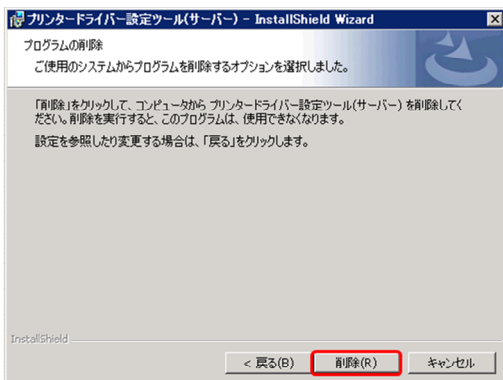 プリンタードライバー設定ツール(サーバー) - InstallShield Wizard
プログラムの削除
ご使用のシステムからプログラムを削除するオプションを選択しました。
「削除」をクリックして、コンピュータから プリンタードライバー設定ツール(サーバー) を削除してく
ださい。削除を実行すると、このプログラムは、使用できなくなります。
設定を参照したり変更する場合は、「戻る」をクリックします。
InstallShield
< 戻る(B) 削除(R) キャンセル